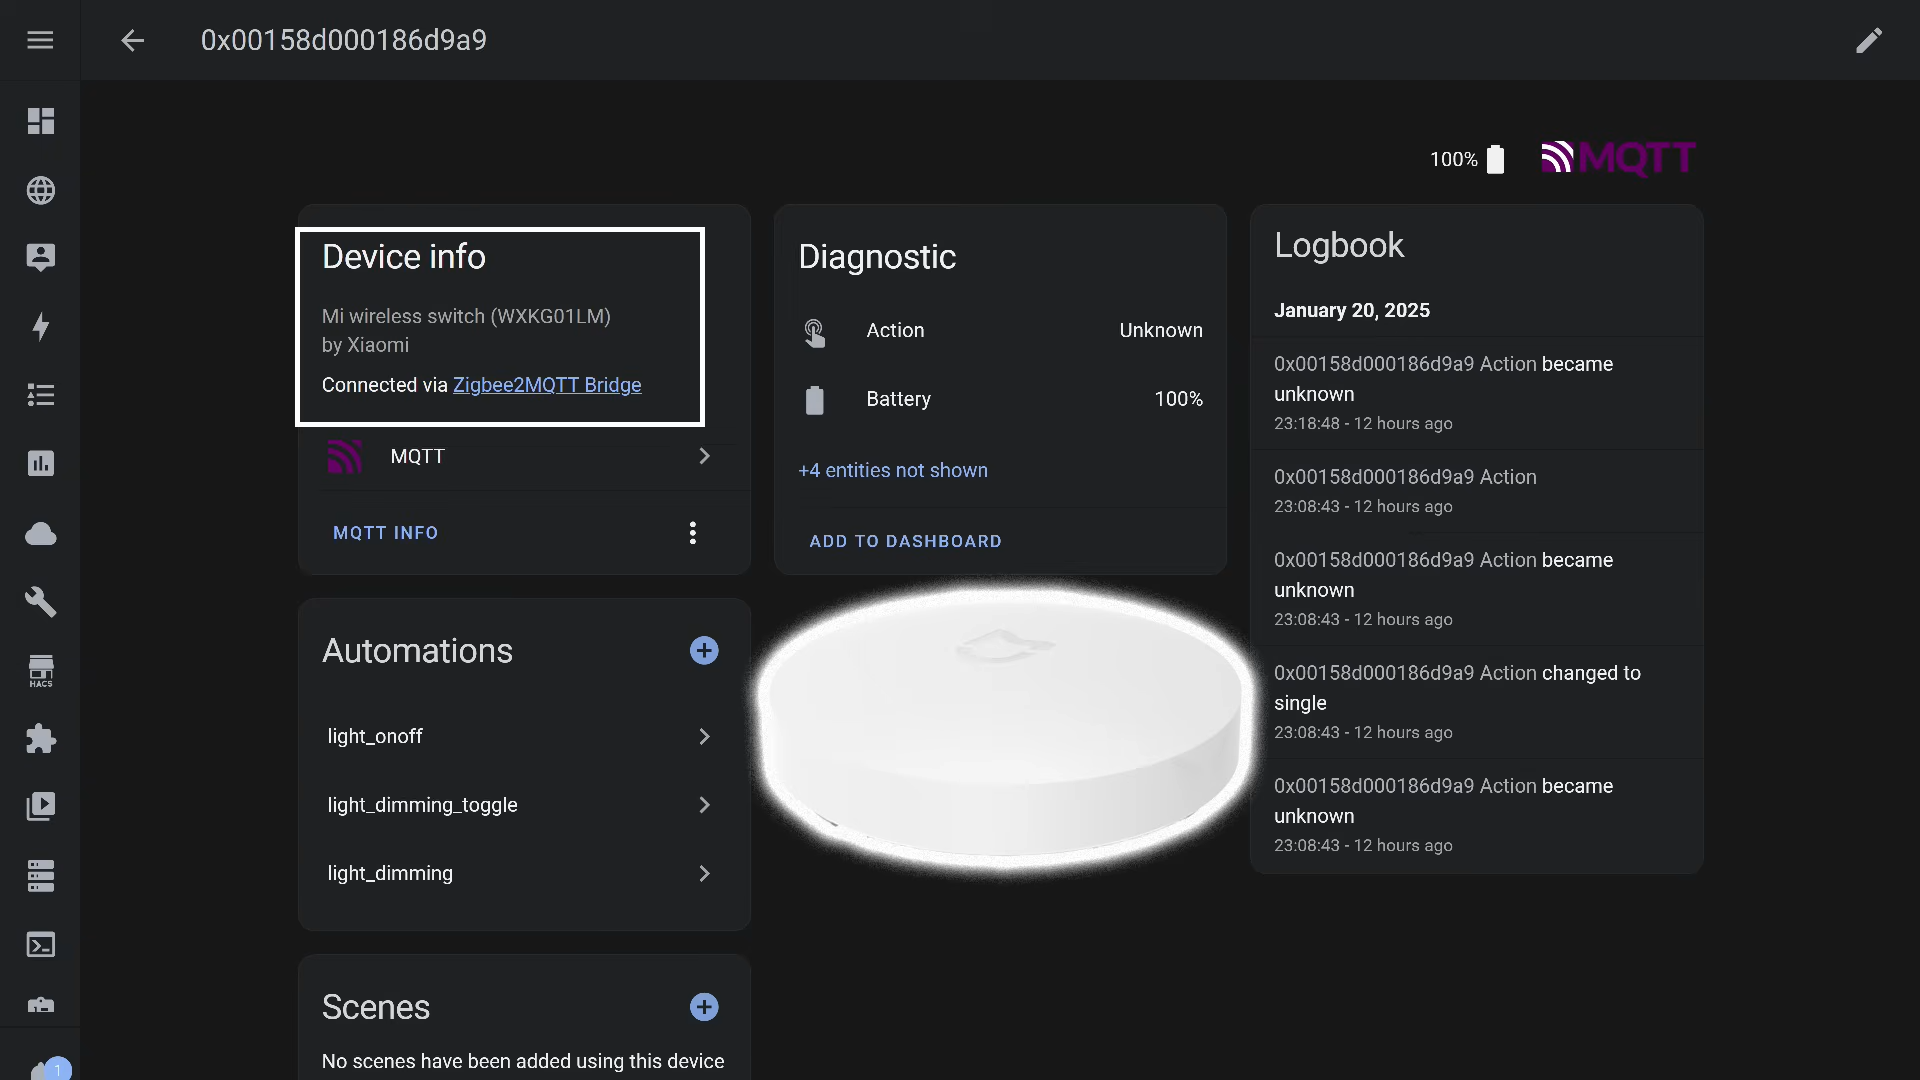 0x00158d000186d9a9
100%
MQTT
Device info
Mi wireless switch (WXKG01LM)
by Xiaomi
Connected via Zigbee2MQTT Bridge
MQTT
MQTT INFO
Automations
light_onoff
light_dimming_toggle
light_dimming
Scenes
No scenes have been added using this device
Diagnostic
Action Unknown
Battery 100%
+4 entities not shown
ADD TO DASHBOARD
Logbook
January 20, 2025
0x00158d000186d9a9 Action became
unknown
23:18:48 - 12 hours ago
0x00158d000186d9a9 Action
23:08:43 - 12 hours ago
0x00158d000186d9a9 Action became
unknown
23:08:43 - 12 hours ago
0x00158d000186d9a9 Action changed to
single
23:08:43 - 12 hours ago
0x00158d000186d9a9 Action became
unknown
23:08:43 - 12 hours ago
HACS
1